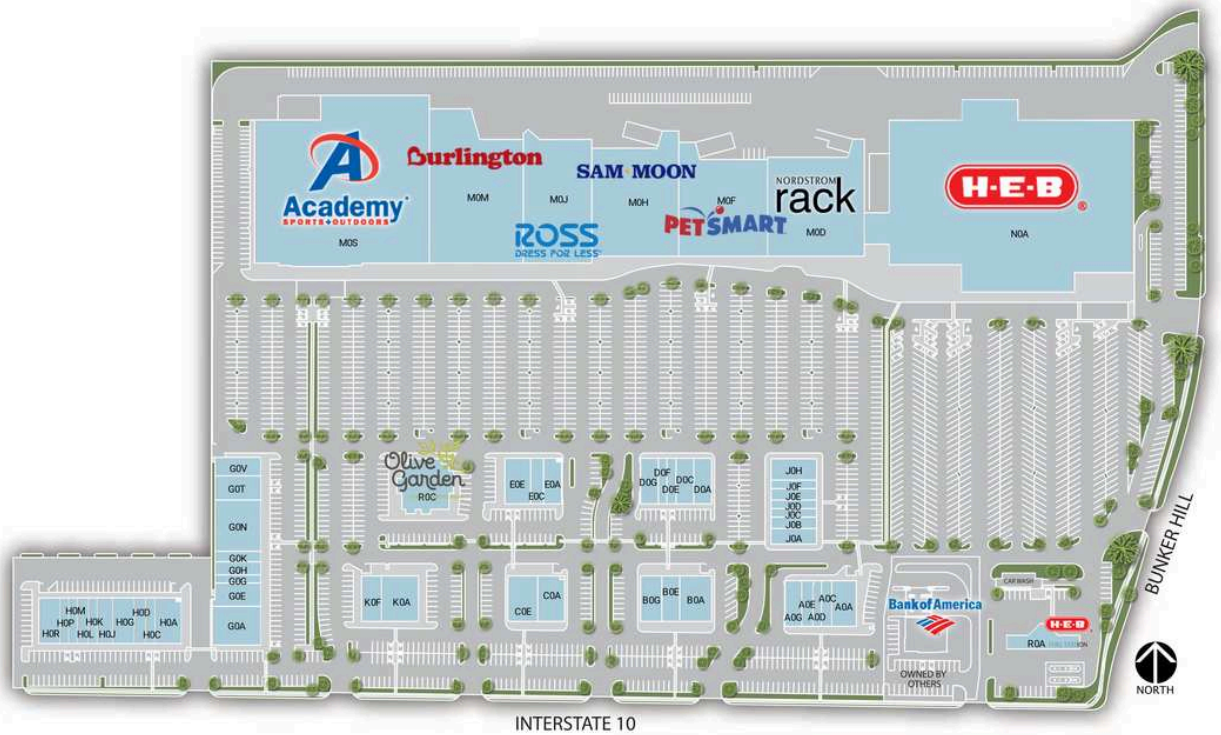 Academy
SPORTS+OUTDOORS
M0S
Burlington
M0M
M0J
ROSS
DRESS FOR LESS
SAM MOON
M0H
M0F
PETSMART
NORDSTROM
rack
M0D
H-E-B
N0A
G0V
G0T
G0N
G0K
G0H
G0G
G0E
G0A
Olive
Garden
R0C
E0E
E0C
E0A
D0G
D0F
D0E
D0C
D0A
J0H
J0F
J0E
J0D
J0C
J0B
J0A
H0R
H0P
H0M
H0L
H0K
H0J
H0G
H0D
H0C
H0A
K0F
K0A
C0E
C0A
B0G
B0E
B0A
A0G
A0E
A0D
A0C
A0A
Bank of America
OWNED BY
OTHERS
CAR WASH
H-E-B
R0A FUEL STATION
BUNKER HILL
NORTH
INTERSTATE 10